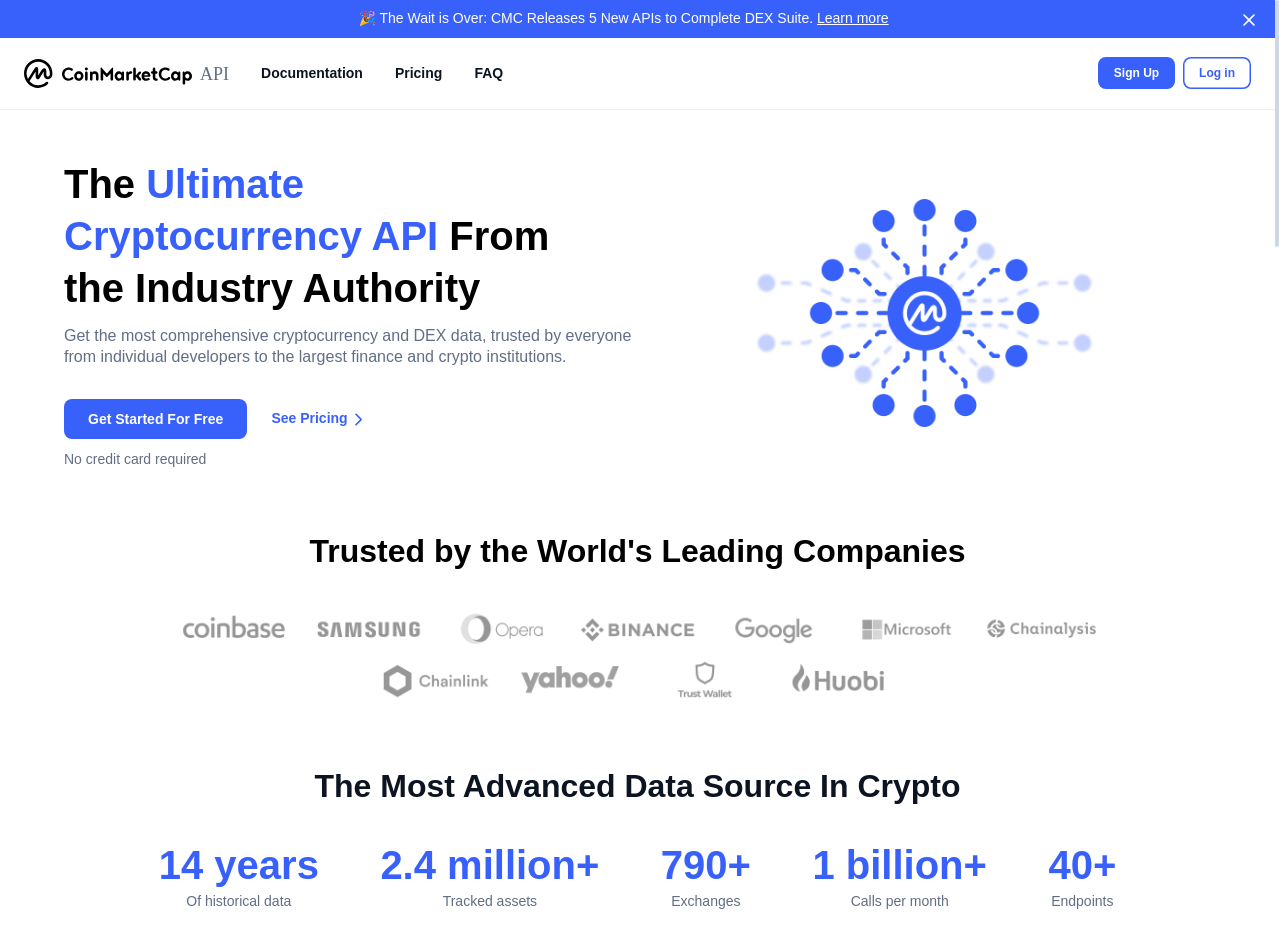 🎉 The Wait is Over: CMC Releases 5 New APIs to Complete DEX Suite. Learn more
CoinMarketCap API Documentation Pricing FAQ Sign Up Log in
The Ultimate
Cryptocurrency API From
the Industry Authority
Get the most comprehensive cryptocurrency and DEX data, trusted by everyone
from individual developers to the largest finance and crypto institutions.
Get Started For Free See Pricing
No credit card required
Trusted by the World's Leading Companies
coinbase SAMSUNG Opera BINANCE Google Microsoft Chainalysis
Chainlink yahoo! Trust Wallet Huobi
The Most Advanced Data Source In Crypto
14 years 2.4 million+ 790+ 1 billion+ 40+
Of historical data Tracked assets Exchanges Calls per month Endpoints